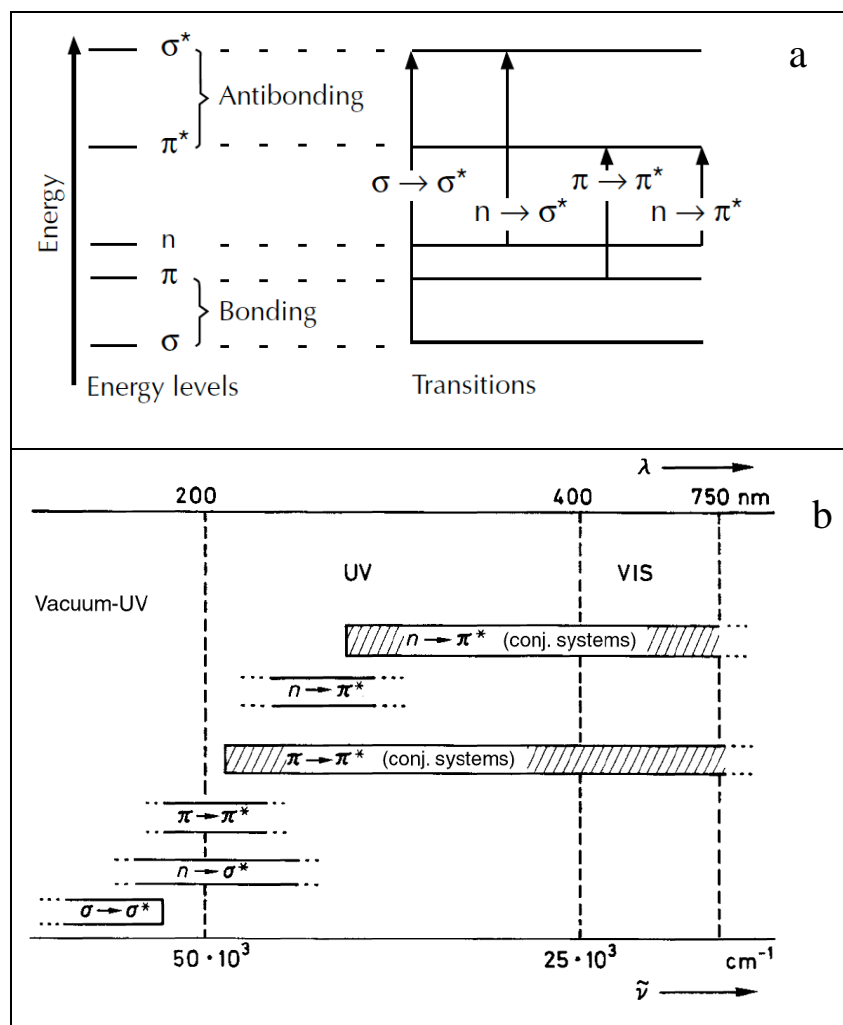 σ*
a
Antibonding
π*
σ → σ*
π → π*
n → σ*
n → π*
Energy
n
π
Bonding
σ
Energy levels
Transitions
λ
200
400
750 nm
b
UV
VIS
Vacuum-UV
n → π* (conj. systems)
n → π*
π → π* (conj. systems)
π → π*
n → σ*
σ → σ*
50 · 10³
25 · 10³
cm⁻¹
ν̃